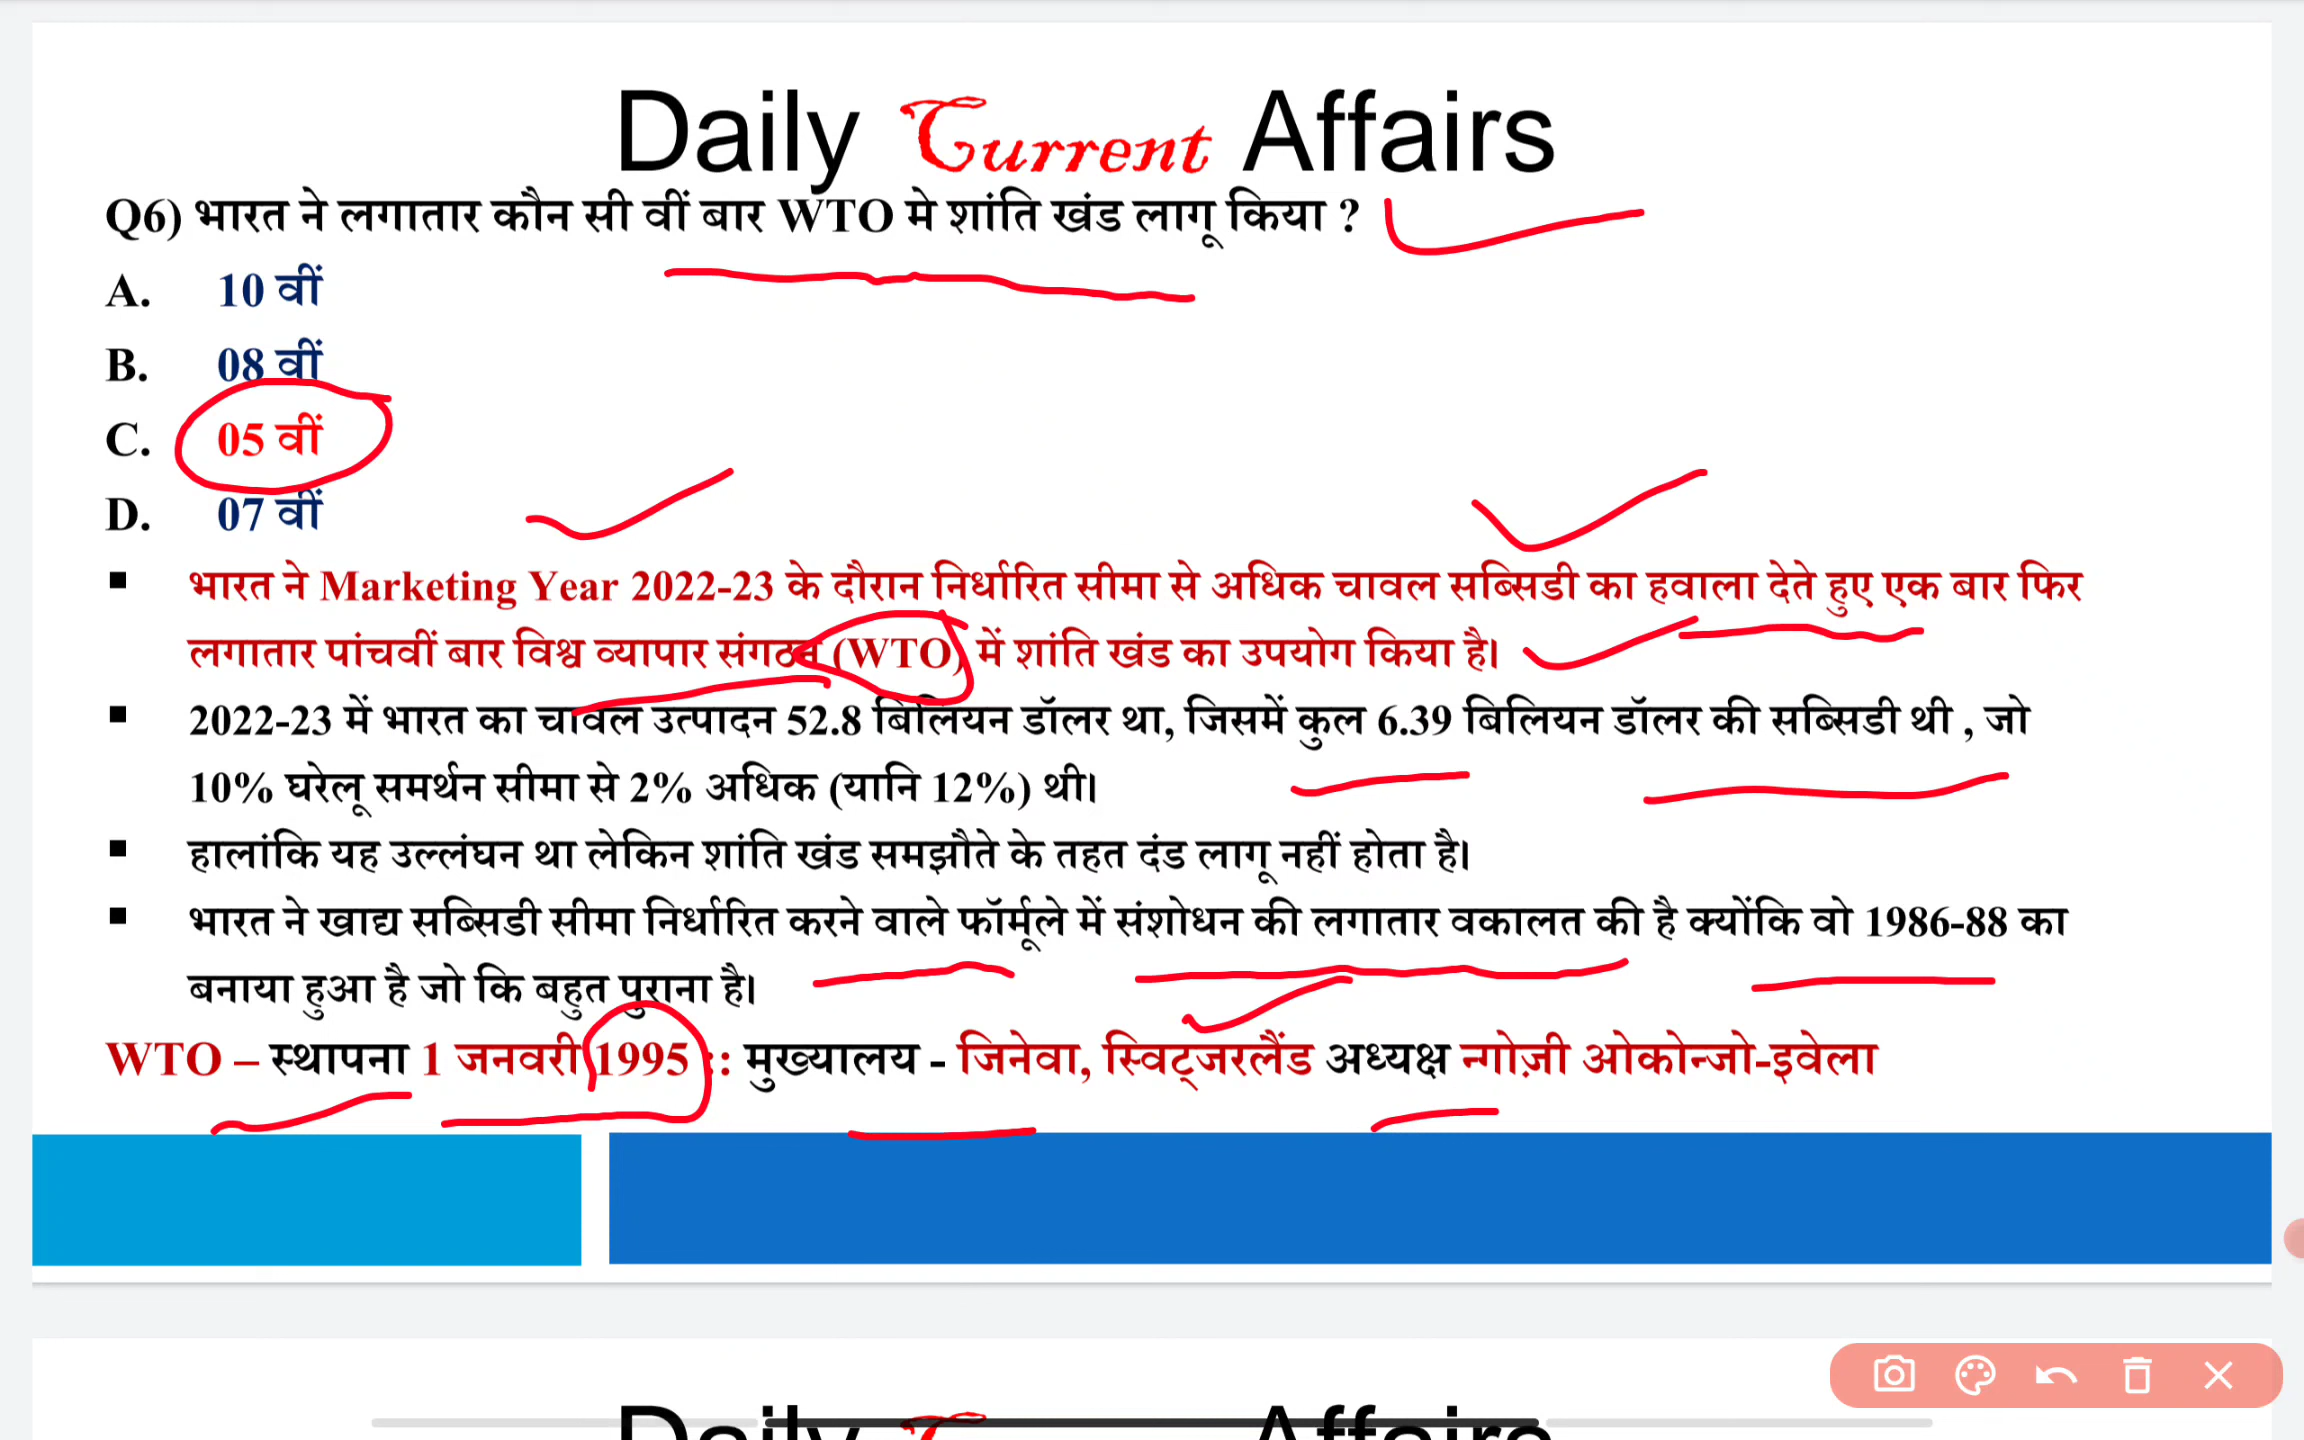 Daily Current Affairs
Q6) भारत ने लगातार कौन सी वीं बार WTO मे शांति खंड लागू किया ?
A. 10 वीं
B. 08 वीं
C. 05 वीं
D. 07 वीं
▪ भारत ने Marketing Year 2022-23 के दौरान निर्धारित सीमा से अधिक चावल सब्सिडी का हवाला देते हुए एक बार फिर
लगातार पांचवीं बार विश्व व्यापार संगठन (WTO) में शांति खंड का उपयोग किया है।
▪ 2022-23 में भारत का चावल उत्पादन 52.8 बिलियन डॉलर था, जिसमें कुल 6.39 बिलियन डॉलर की सब्सिडी थी , जो
10% घरेलू समर्थन सीमा से 2% अधिक (यानि 12%) थी।
▪ हालांकि यह उल्लंघन था लेकिन शांति खंड समझौते के तहत दंड लागू नहीं होता है।
▪ भारत ने खाद्य सब्सिडी सीमा निर्धारित करने वाले फॉर्मूले में संशोधन की लगातार वकालत की है क्योंकि वो 1986-88 का
बनाया हुआ है जो कि बहुत पुराना है।
WTO – स्थापना 1 जनवरी 1995 :: मुख्यालय - जिनेवा, स्विट्जरलैंड अध्यक्ष न्गोज़ी ओकोन्जो-इवेला
Daily Affairs